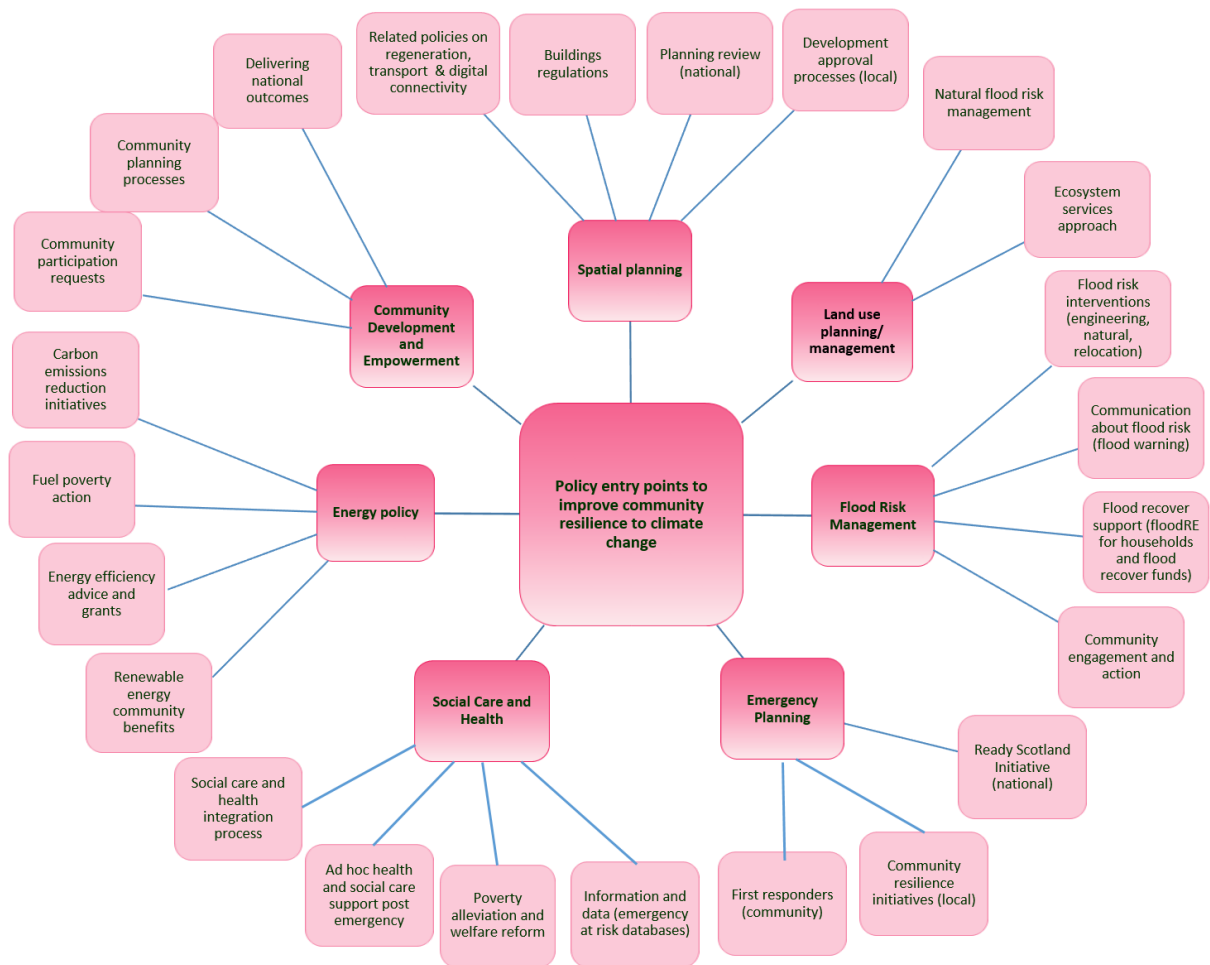 Related policies on
regeneration,
transport  & digital
connectivity
Buildings
regulations
Planning review
(national)
Development
approval
processes (local)
Delivering
national
outcomes
Natural flood risk
management
Community
planning
processes
Ecosystem
services
approach
Community
participation
requests
Spatial planning
Community
Development
and
Empowerment
Land use
planning/
management
Flood risk
interventions
(engineering,
natural,
relocation)
Carbon
emissions
reduction
initiatives
Communication
about flood risk
(flood warning)
Fuel poverty
action
Energy policy
Policy entry points to
improve community
resilience to climate
change
Flood Risk
Management
Flood recover
support (floodRE
for households
and flood
recover funds)
Energy efficiency
advice and
grants
Community
engagement and
action
Renewable
energy
community
benefits
Social Care and
Health
Emergency
Planning
Ready Scotland
Initiative
(national)
Social care and
health
integration
process
Ad hoc health
and social care
support post
emergency
Poverty
alleviation and
welfare reform
Information and
data (emergency
at risk databases)
First responders
(community)
Community
resilience
initiatives (local)